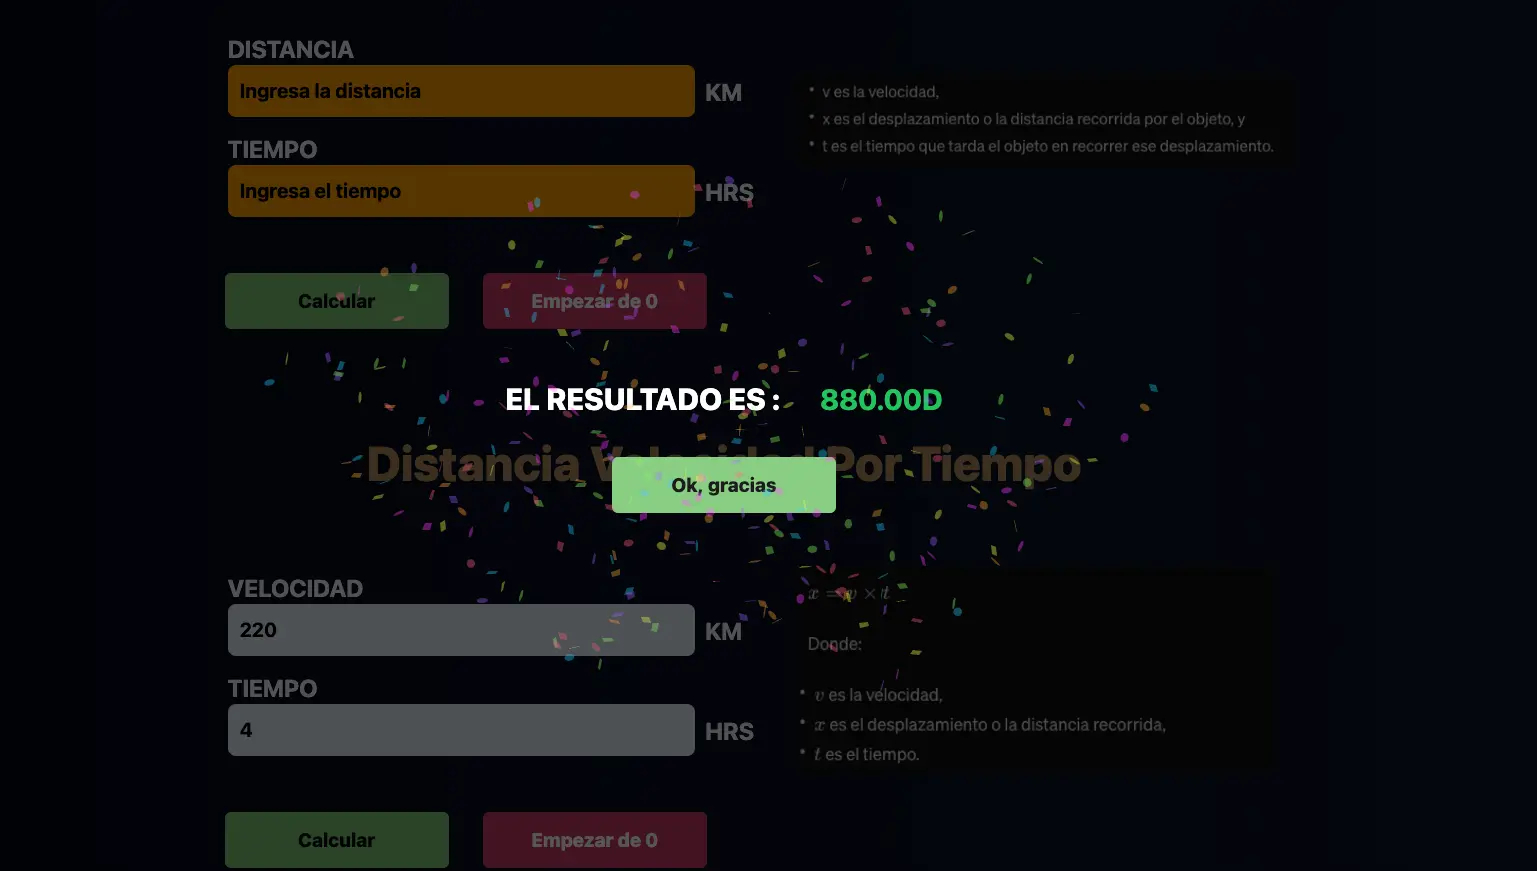 DISTANCIA
Ingresa la distancia
KM
TIEMPO
Ingresa el tiempo
HRS
• v es la velocidad,
• x es el desplazamiento o la distancia recorrida por el objeto, y
• t es el tiempo que tarda el objeto en recorrer ese desplazamiento.
Calcular
Empezar de 0
EL RESULTADO ES : 880.00D
Distancia Velocidad Por Tiempo
Ok, gracias
VELOCIDAD
220
KM
TIEMPO
4
HRS
x = v × t
Donde:
• v es la velocidad,
• x es el desplazamiento o la distancia recorrida,
• t es el tiempo.
Calcular
Empezar de 0